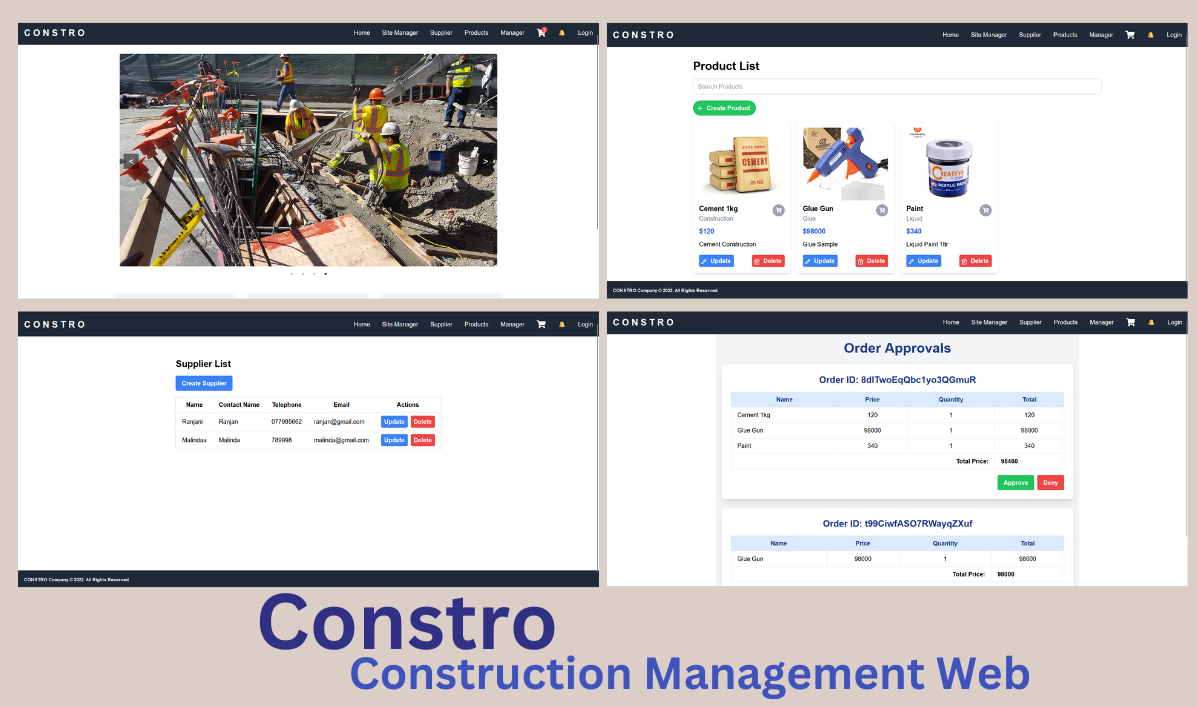 CONSTRO
Home Site Manager Supplier Products Manager Login
<
>
CONSTRO
Home Site Manager Supplier Products Manager Login
Product List
Search Products
+ Create Product
CEMENT
25 KG
ACRYLIC PAINT
Cement 1kg
Construction
$120
Cement Construction
Update Delete
Glue Gun
Glue
$98000
Glue Sample
Update Delete
Paint
Liquid
$340
Liquid Paint 1ltr
Update Delete
CONSTRO Company © 2022. All Rights Reserved
CONSTRO
Home Site Manager Supplier Products Manager Login
Supplier List
Create Supplier
Name Contact Name Telephone Email Actions
Ranjani Ranjan 077985662 ranjan@gmail.com Update Delete
Malindaa Malinda 789998 malinda@gmail.com Update Delete
CONSTRO Company © 2022. All Rights Reserved
CONSTRO
Home Site Manager Supplier Products Manager Login
Order Approvals
Order ID: 8dITwoEqQbc1yo3QGmuR
Name Price Quantity Total
Cement 1kg 120 1 120
Glue Gun 98000 1 98000
Paint 340 1 340
Total Price: 98460
Approve Deny
Order ID: t99CiwfASO7RWayqZXuf
Name Price Quantity Total
Glue Gun 98000 1 98000
Total Price: 98000
Constro
Construction Management Web